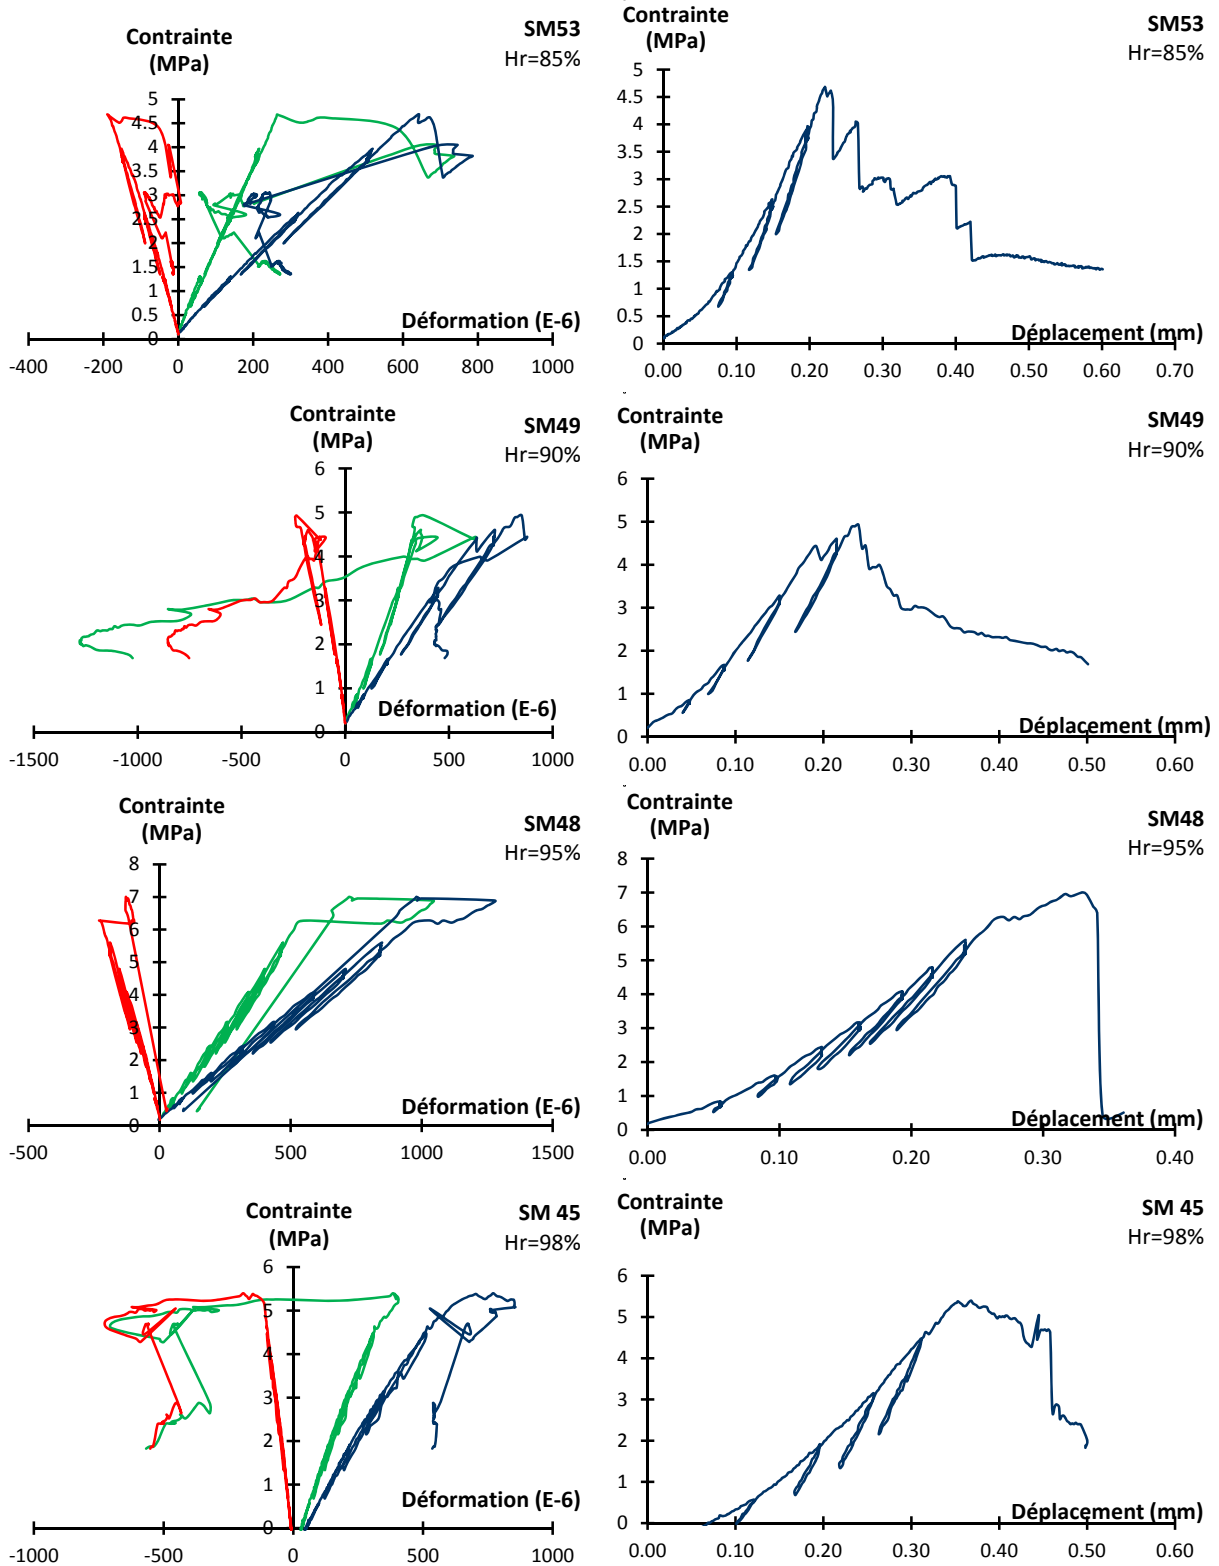 Contrainte
(MPa)
SM53
Hr=85%
5
4.5
4
3.5
3
2.5
2
1.5
1
0.5
0
Déformation (E-6)
-400 -200 0 200 400 600 800 1000
Contrainte
(MPa)
SM53
Hr=85%
5
4.5
4
3.5
3
2.5
2
1.5
1
0.5
0
Déplacement (mm)
0.00 0.10 0.20 0.30 0.40 0.50 0.60 0.70
Contrainte
(MPa)
SM49
Hr=90%
6
5
4
3
2
1
0
Déformation (E-6)
-1500 -1000 -500 0 500 1000
Contrainte
(MPa)
SM49
Hr=90%
6
5
4
3
2
1
0
Déplacement (mm)
0.00 0.10 0.20 0.30 0.40 0.50 0.60
Contrainte
(MPa)
SM48
Hr=95%
8
7
6
5
4
3
2
1
0
Déformation (E-6)
-500 0 500 1000 1500
Contrainte
(MPa)
SM48
Hr=95%
8
7
6
5
4
3
2
1
0
Déplacement (mm)
0.00 0.10 0.20 0.30 0.40
Contrainte
(MPa)
SM 45
Hr=98%
6
5
4
3
2
1
0
Déformation (E-6)
-1000 -500 0 500 1000
Contrainte
(MPa)
SM 45
Hr=98%
6
5
4
3
2
1
0
Déplacement (mm)
0.00 0.10 0.20 0.30 0.40 0.50 0.60